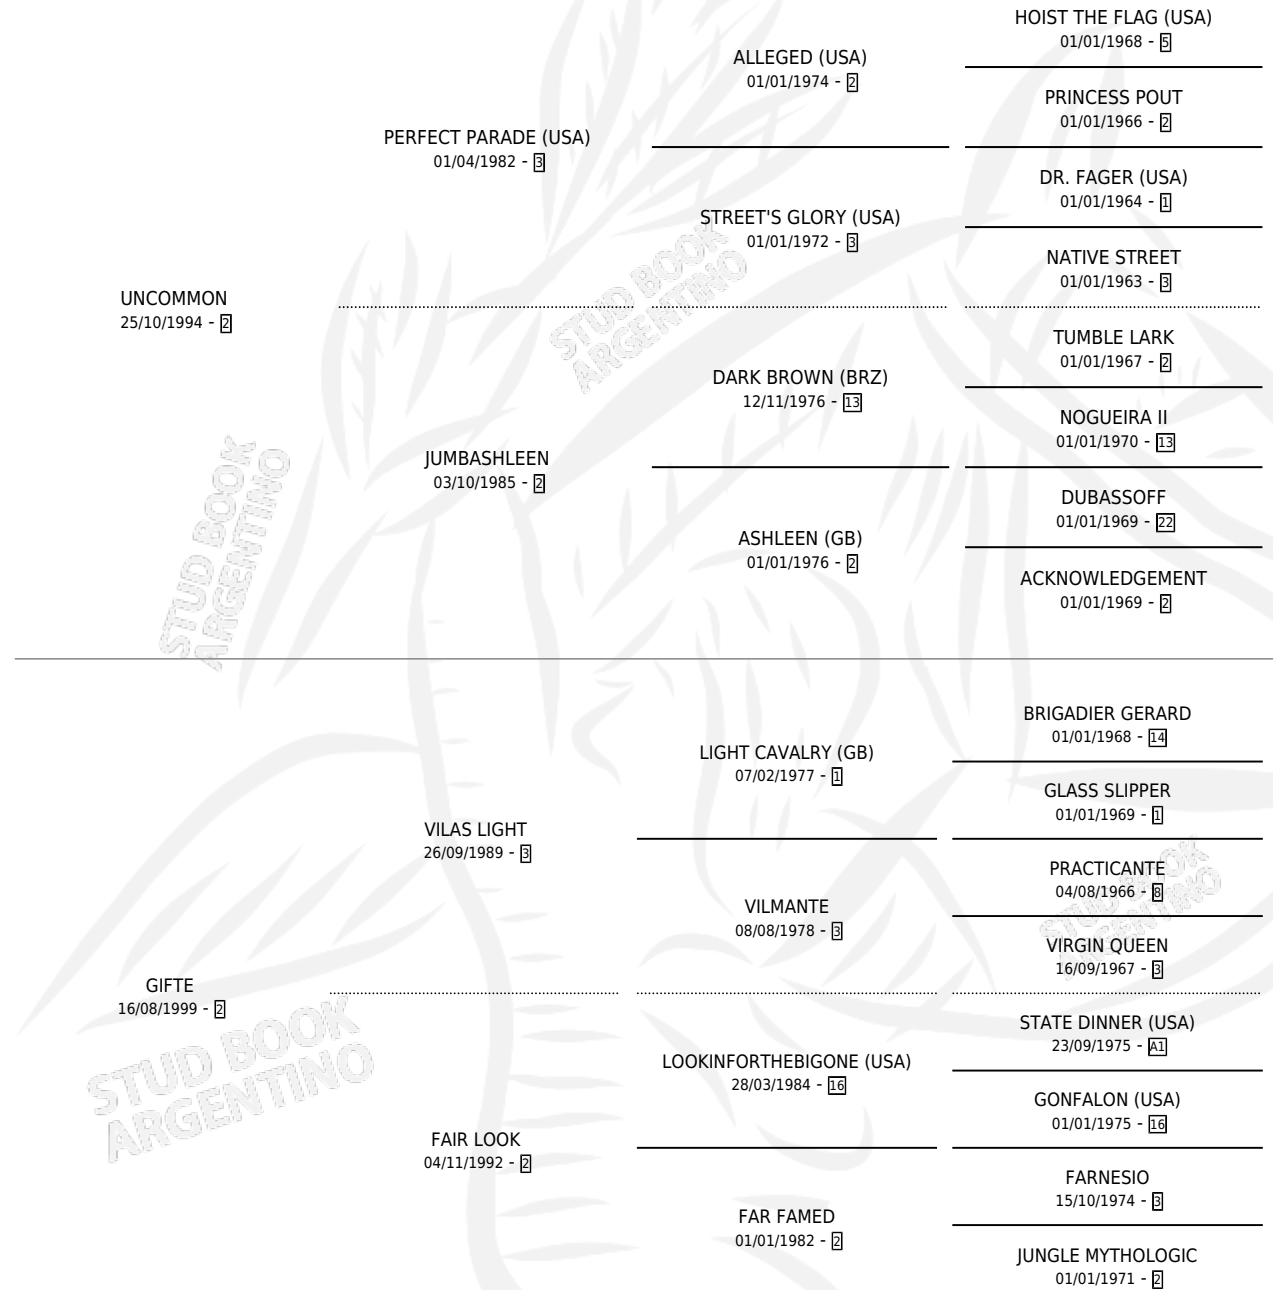 HOIST THE FLAG (USA)
01/01/1968 - 5
ALLEGED (USA)
01/01/1974 - 2
PRINCESS POUT
01/01/1966 - 2
PERFECT PARADE (USA)
01/04/1982 - 3
DR. FAGER (USA)
01/01/1964 - 1
STREET'S GLORY (USA)
01/01/1972 - 3
NATIVE STREET
01/01/1963 - 3
UNCOMMON
25/10/1994 - 2
STUD BOOK
ARGENTINO
TUMBLE LARK
01/01/1967 - 2
DARK BROWN (BRZ)
12/11/1976 - 13
NOGUEIRA II
01/01/1970 - 13
JUMBASHLEEN
03/10/1985 - 2
DUBASSOFF
01/01/1969 - 22
ASHLEEN (GB)
01/01/1976 - 2
ACKNOWLEDGEMENT
01/01/1969 - 2
STUD BOOK
ARGENTINO
BRIGADIER GERARD
01/01/1968 - 14
LIGHT CAVALRY (GB)
07/02/1977 - 1
GLASS SLIPPER
01/01/1969 - 1
VILAS LIGHT
26/09/1989 - 3
PRACTICANTE
04/08/1966 - 8
VILMANTE
08/08/1978 - 3
VIRGIN QUEEN
16/09/1967 - 3
STUD BOOK
ARGENTINO
GIFTE
16/08/1999 - 2
STATE DINNER (USA)
23/09/1975 - A1
LOOKINFORTHEBIGONE (USA)
28/03/1984 - 16
GONFALON (USA)
01/01/1975 - 16
STUD BOOK
ARGENTINO
FAIR LOOK
04/11/1992 - 2
FARNESIO
15/10/1974 - 3
FAR FAMED
01/01/1982 - 2
JUNGLE MYTHOLOGIC
01/01/1971 - 2